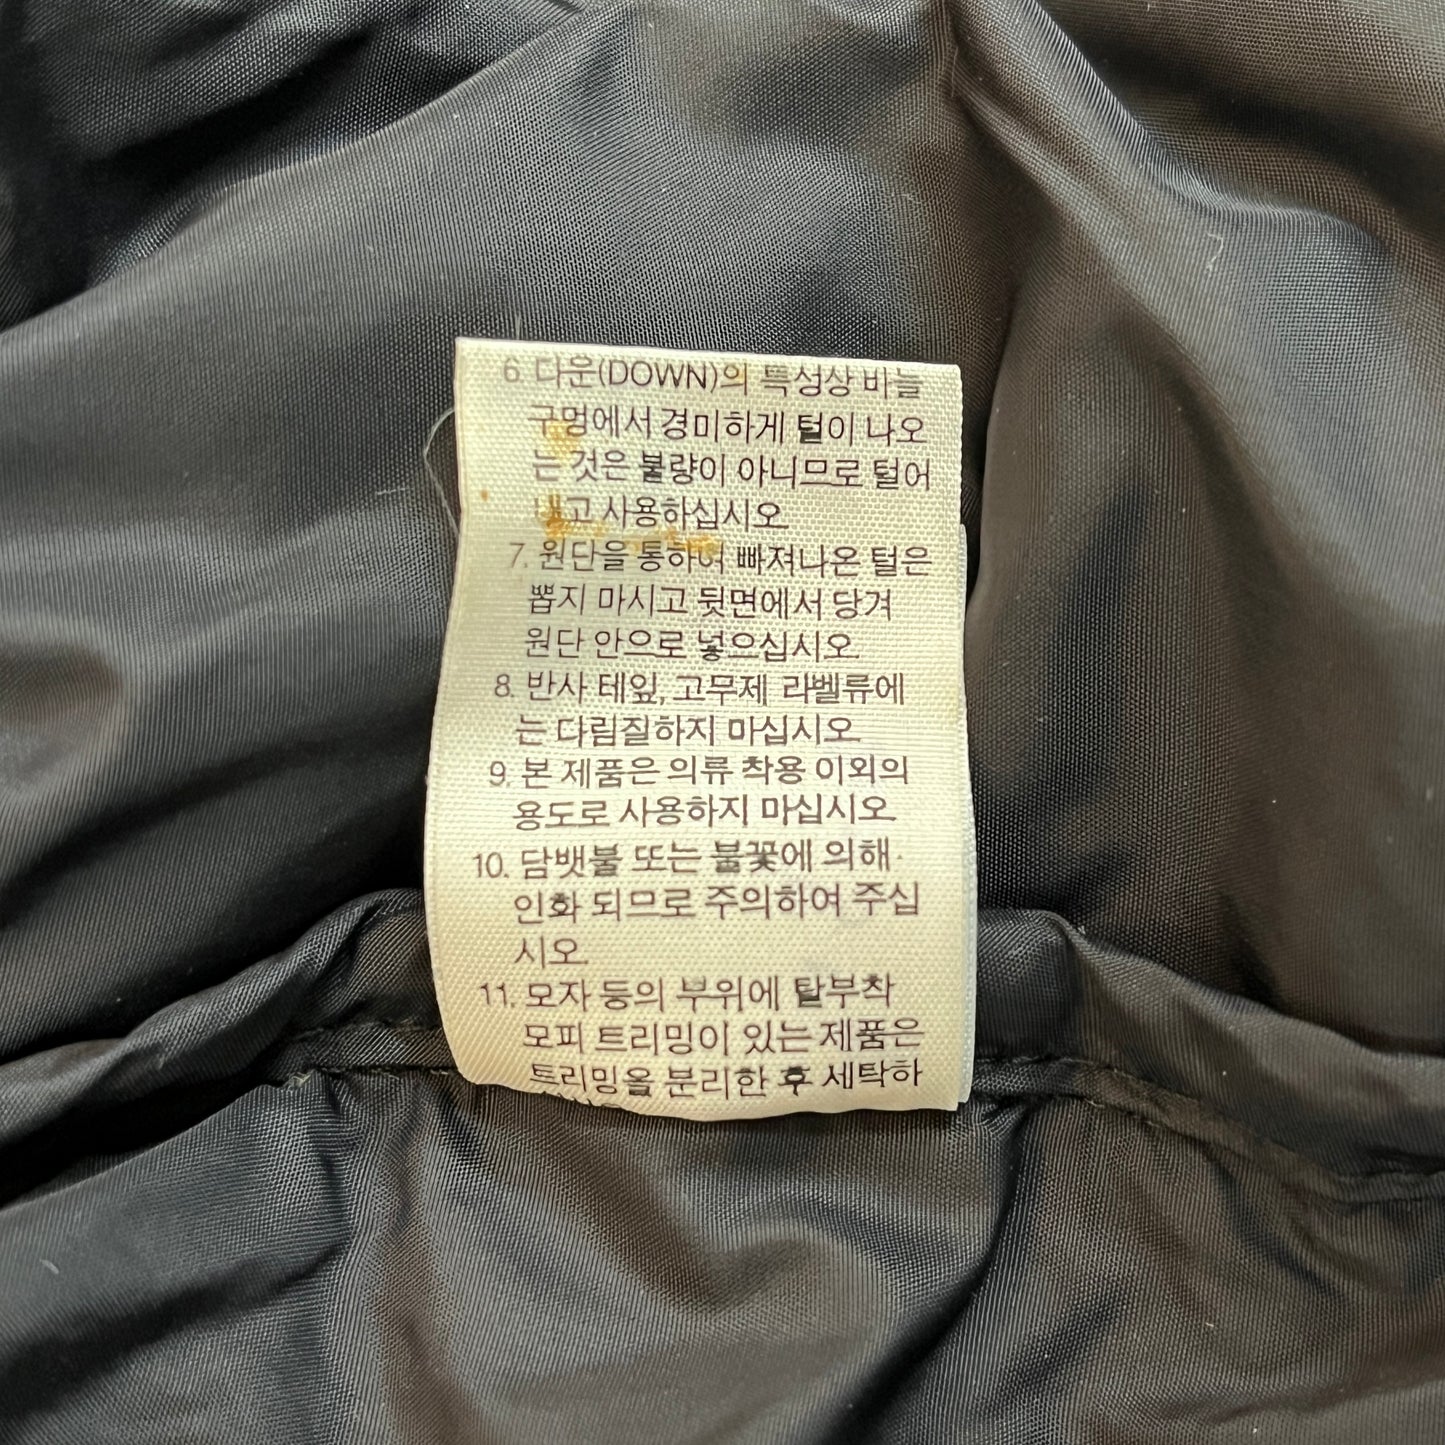 6. 다운(DOWN)의 특성상 바늘
구멍에서 경미하게 털이 나오
는 것은 불량이 아니므로 털어
내고 사용하십시오.
7. 원단을 통하여 빠져나온 털은
뽑지 마시고 뒷면에서 당겨
원단 안으로 넣으십시오.
8. 반사 테잎, 고무제 라벨류에
는 다림질하지 마십시오.
9. 본 제품은 의류 착용 이외의
용도로 사용하지 마십시오.
10. 담뱃불 또는 불꽃에 의해
인화 되므로 주의하여 주십
시오.
11. 모자 등의 부위에 탈부착
모피 트리밍이 있는 제품은
트리밍을 분리한 후 세탁하